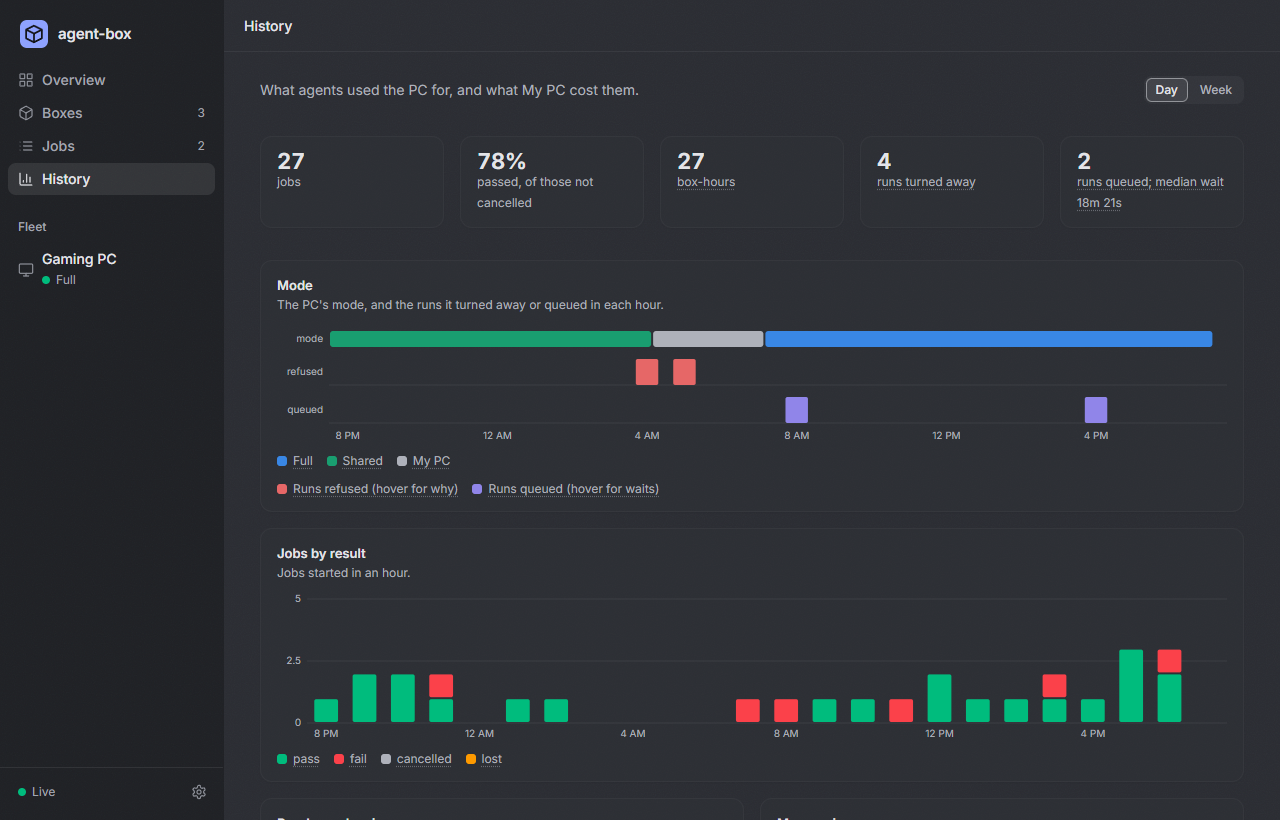 agent-box
Overview
Boxes 3
Jobs 2
History
Fleet
Gaming PC
Full
Live
History
What agents used the PC for, and what My PC cost them.
Day Week
27
jobs
78%
passed, of those not
cancelled
27
box-hours
4
runs turned away
2
runs queued; median wait
18m 21s
Mode
The PC's mode, and the runs it turned away or queued in each hour.
mode
refused
queued
8 PM 12 AM 4 AM 8 AM 12 PM 4 PM
Full Shared My PC
Runs refused (hover for why) Runs queued (hover for waits)
Jobs by result
Jobs started in an hour.
5
2.5
0
8 PM 12 AM 4 AM 8 AM 12 PM 4 PM
pass fail cancelled lost